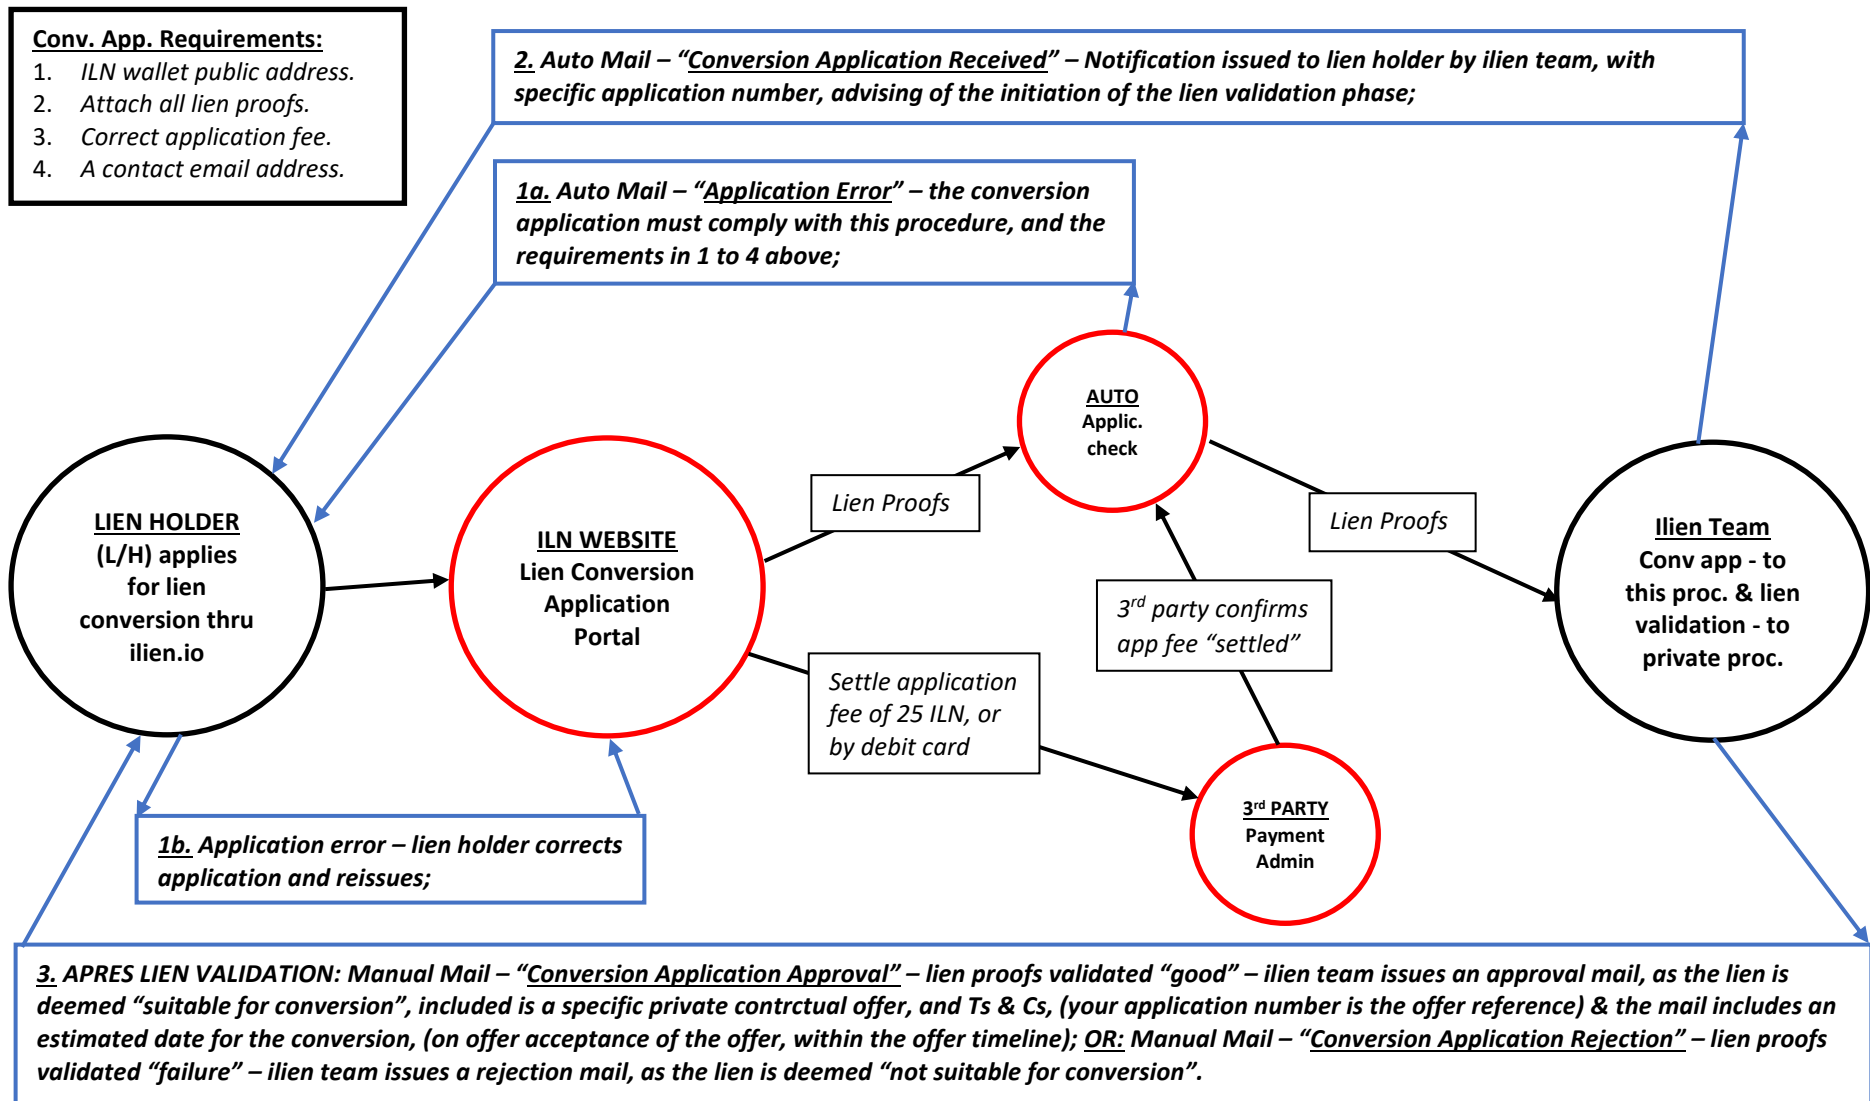 Conv. App. Requirements:
1. ILN wallet public address.
2. Attach all lien proofs.
3. Correct application fee.
4. A contact email address.
2. Auto Mail – “Conversion Application Received” – Notification issued to lien holder by ilien team, with
specific application number, advising of the initiation of the lien validation phase;
1a. Auto Mail – “Application Error” – the conversion
application must comply with this procedure, and the
requirements in 1 to 4 above;
AUTO
Applic.
check
LIEN HOLDER
(L/H) applies
for lien
conversion thru
ilien.io
ILN WEBSITE
Lien Conversion
Application
Portal
Lien Proofs
Lien Proofs
Ilien Team
Conv app - to
this proc. & lien
validation - to
private proc.
3rd party confirms
app fee “settled”
Settle application
fee of 25 ILN, or
by debit card
3rd PARTY
Payment
Admin
1b. Application error – lien holder corrects
application and reissues;
3. APRES LIEN VALIDATION: Manual Mail – “Conversion Application Approval” – lien proofs validated “good” – ilien team issues an approval mail, as the lien is
deemed “suitable for conversion”, included is a specific private contrctual offer, and Ts & Cs, (your application number is the offer reference) & the mail includes an
estimated date for the conversion, (on offer acceptance of the offer, within the offer timeline); OR: Manual Mail – “Conversion Application Rejection” – lien proofs
validated “failure” – ilien team issues a rejection mail, as the lien is deemed “not suitable for conversion”.